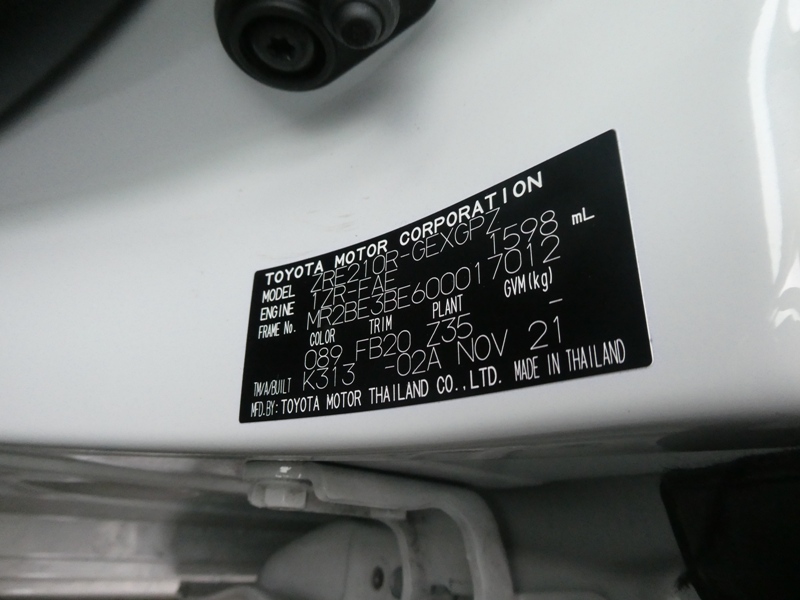 TOYOTA MOTOR CORPORATION
MODEL ZRE210R-GEXGPZ
ENGINE 1ZR-FAE 1598 mL
FRAME No. MR2BE3BE600017012
COLOR TRIM PLANT GVM(kg)
089 FB20 Z35 -
TM/A/BUILT K313 -02A NOV 21
MFD.BY: TOYOTA MOTOR THAILAND CO.,LTD. MADE IN THAILAND